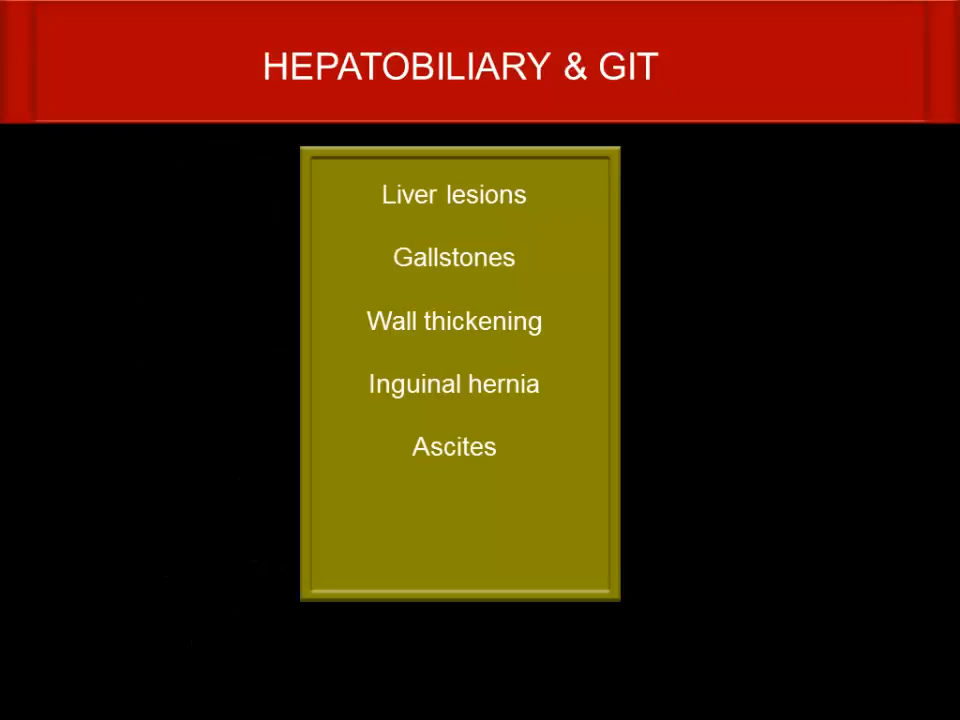 HEPATOBILIARY & GIT
Liver lesions
Gallstones
Wall thickening
Inguinal hernia
Ascites